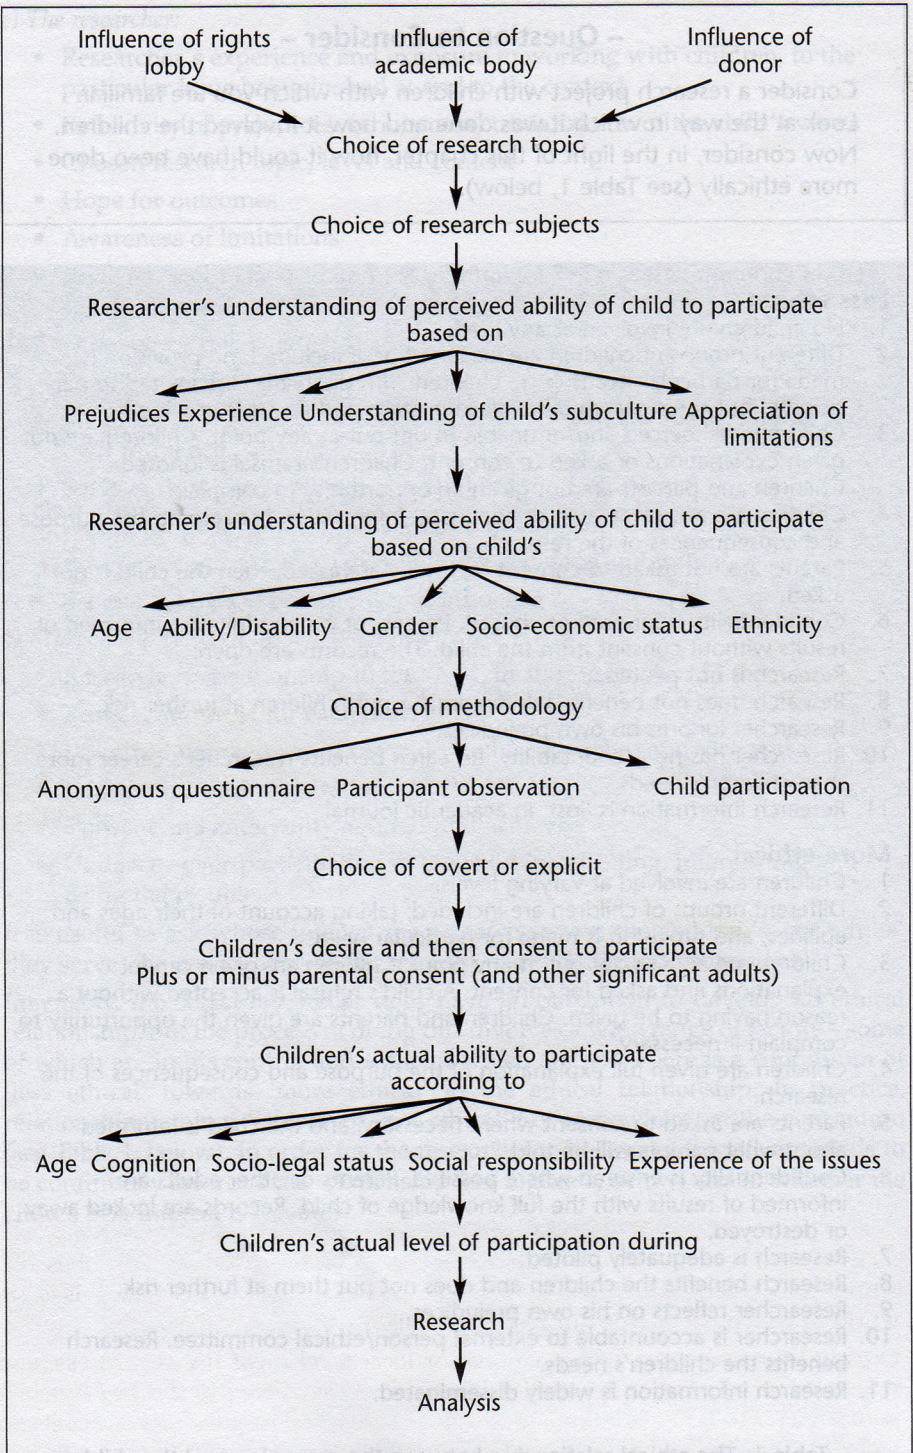 Influence of rights lobby
Influence of academic body
Influence of donor
Choice of research topic
Choice of research subjects
Researcher's understanding of perceived ability of child to participate
based on
Prejudices Experience Understanding of child's subculture Appreciation of
limitations
Researcher's understanding of perceived ability of child to participate
based on child's
Age Ability/Disability Gender Socio-economic status Ethnicity
Choice of methodology
Anonymous questionnaire Participant observation Child participation
Choice of covert or explicit
Children's desire and then consent to participate
Plus or minus parental consent (and other significant adults)
Children's actual ability to participate
according to
Age Cognition Socio-legal status Social responsibility Experience of the issues
Children's actual level of participation during
Research
Analysis